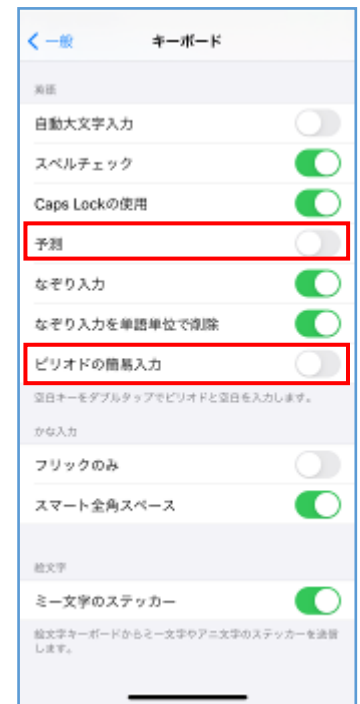 一般
キーボード
英語
自動大文字入力
スペルチェック
Caps Lockの使用
予測
なぞり入力
なぞり入力を単語単位で削除
ピリオドの簡易入力
空白キーをダブルタップでピリオドと空白を入力します。
かな入力
フリックのみ
スマート全角スペース
絵文字
ミー文字のステッカー
絵文字キーボードからミー文字やアニ文字のステッカーを送信
します。